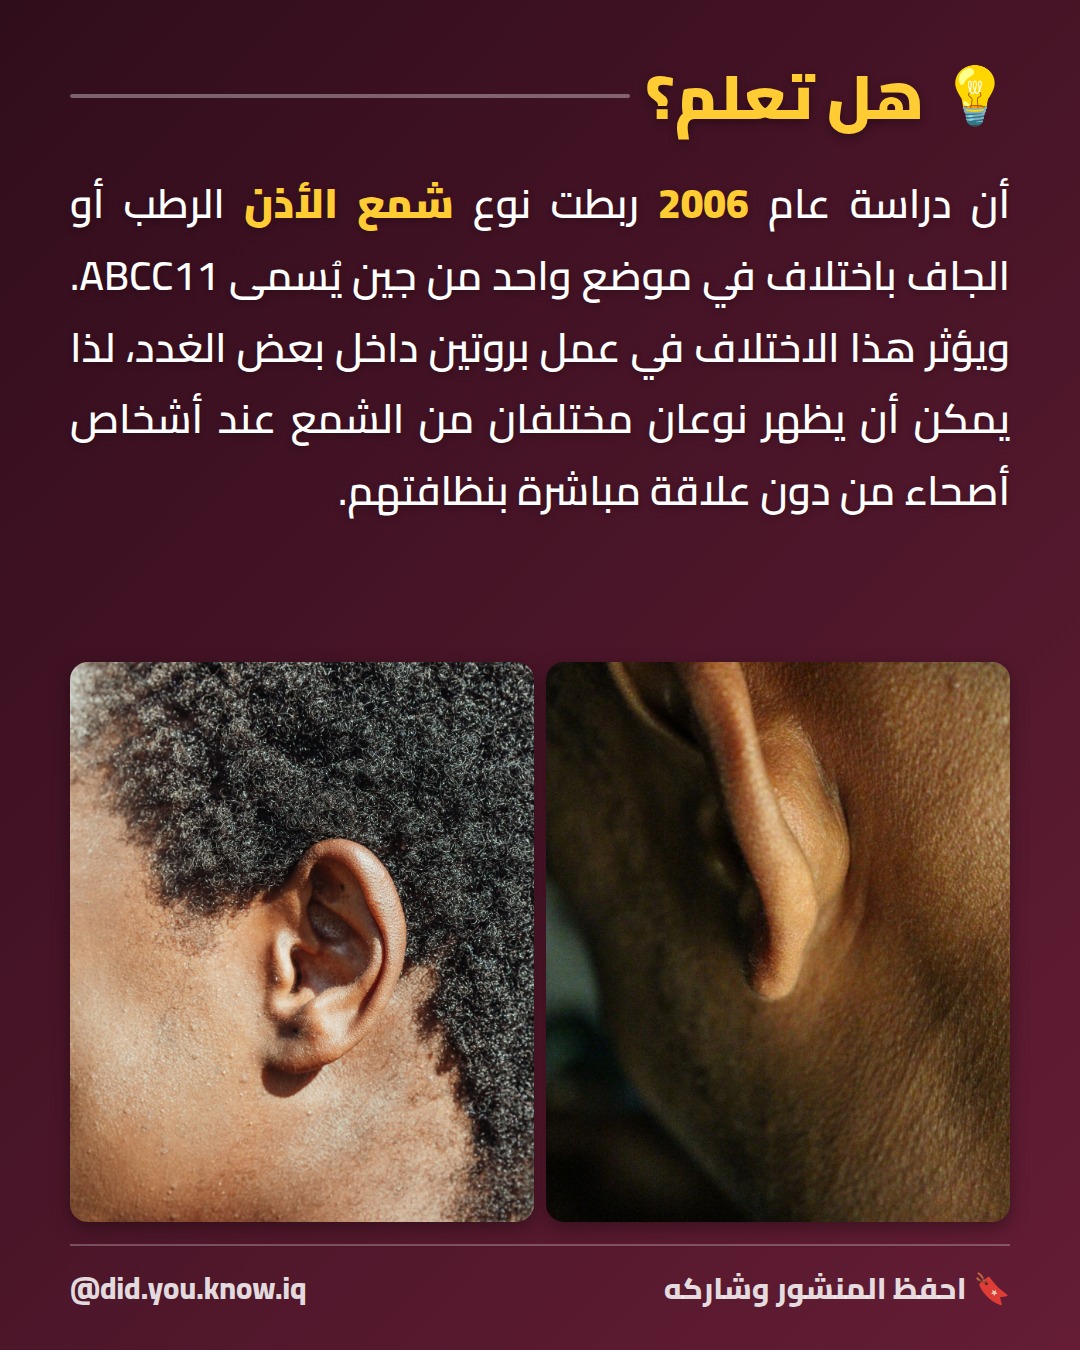 💡 هل تعلم؟
أن دراسة عام 2006 ربطت نوع شمع الأذن الرطب أو
الجاف باختلاف في موضع واحد من جين يُسمى ABCC11.
ويؤثر هذا الاختلاف في عمل بروتين داخل بعض الغدد، لذا
يمكن أن يظهر نوعان مختلفان من الشمع عند أشخاص
أصحاء من دون علاقة مباشرة بنظافتهم.
🔖 احفظ المنشور وشاركه
@did.you.know.iq